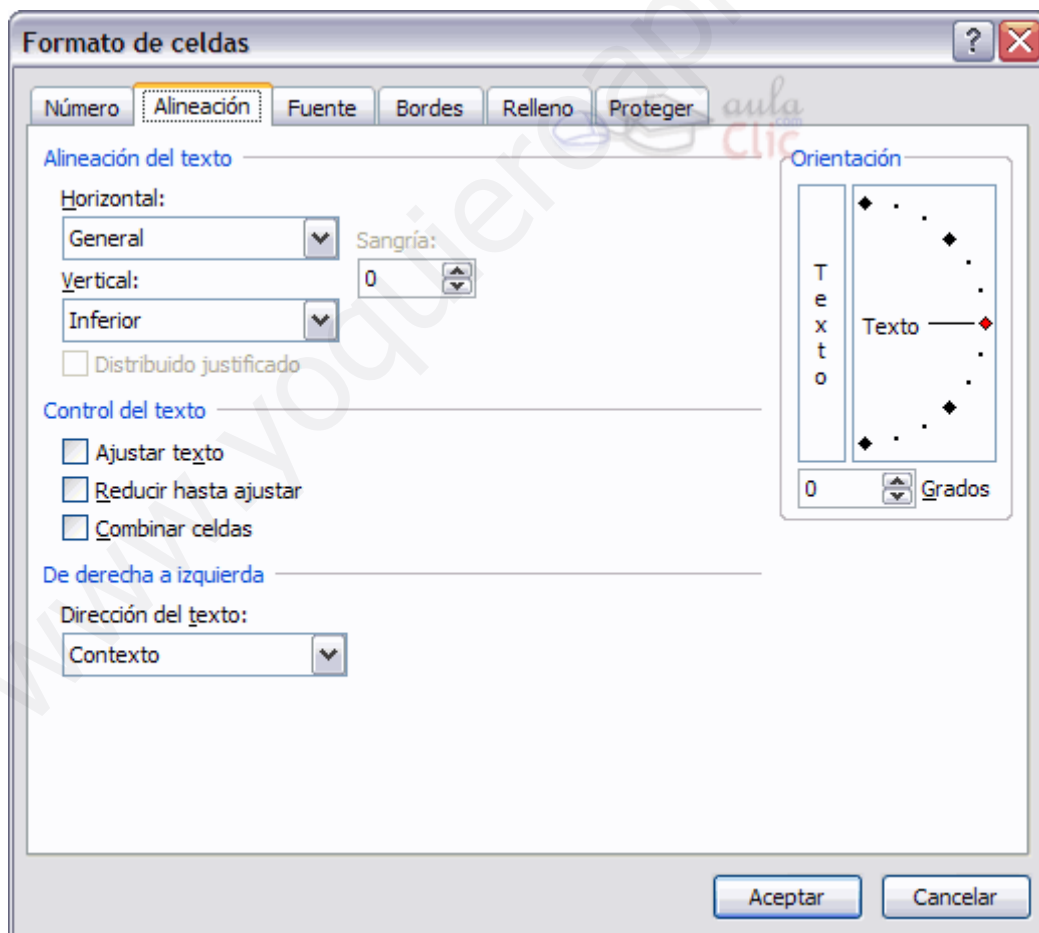 Formato de celdas
Número Alineación Fuente Bordes Relleno Proteger
aula
.com
Clic
Alineación del texto
Horizontal:
General
Sangría:
0
Vertical:
Inferior
Distribuido justificado
Control del texto
Ajustar texto
Reducir hasta ajustar
Combinar celdas
De derecha a izquierda
Dirección del texto:
Contexto
Orientación
Texto
Texto
0 Grados
Aceptar Cancelar